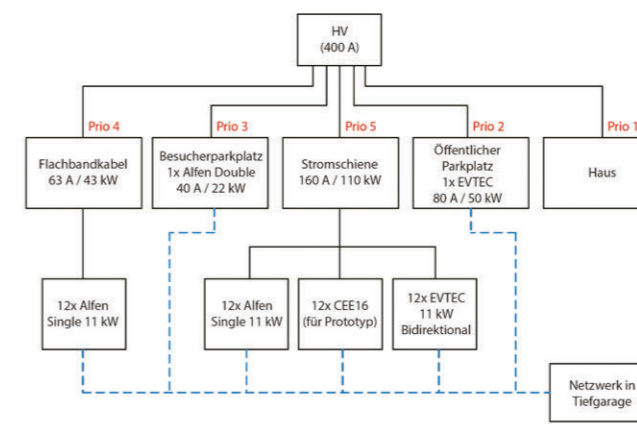 HV
(400 A)
Prio 4
Prio 3
Prio 5
Prio 2
Prio 1
Flachbandkabel
63 A / 43 kW
Besucherparkplatz
1x Alfen Double
40 A / 22 kW
Stromschiene
160 A / 110 kW
Öffentlicher
Parkplatz
1x EVTEC
80 A / 50 kW
Haus
12x Alfen
Single 11 kW
12x Alfen
Single 11 kW
12x CEE16
(für Prototyp)
12x EVTEC
11 kW
Bidirektional
Netzwerk in
Tiefgarage